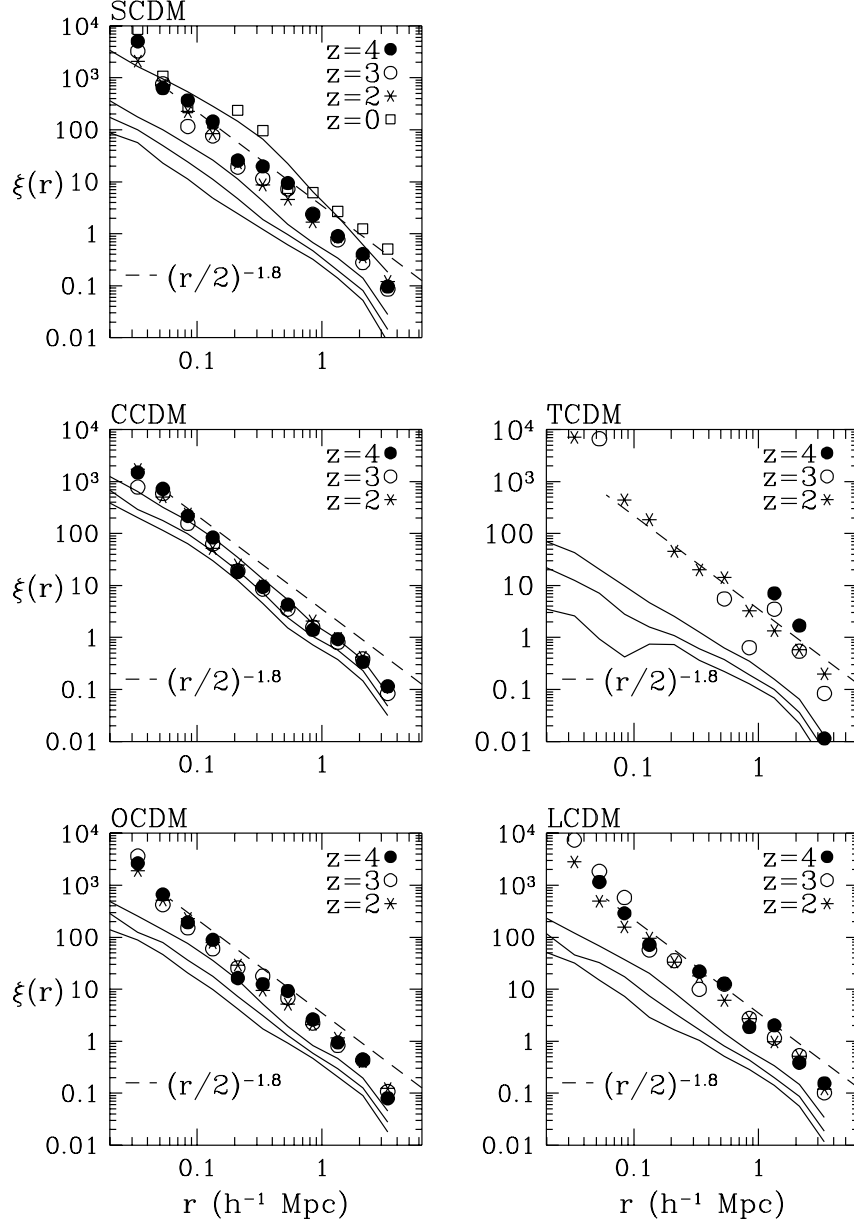 SCDM
10⁴
10³
100
10
1
0.1
0.01
ξ(r)
z=4
z=3
z=2
z=0
(r/2)⁻¹·⁸
0.1 1
CCDM
10⁴
10³
100
10
1
0.1
0.01
ξ(r)
z=4
z=3
z=2
(r/2)⁻¹·⁸
0.1 1
TCDM
10⁴
10³
100
10
1
0.1
0.01
z=4
z=3
z=2
(r/2)⁻¹·⁸
0.1 1
OCDM
10⁴
10³
100
10
1
0.1
0.01
ξ(r)
z=4
z=3
z=2
(r/2)⁻¹·⁸
0.1 1
r (h⁻¹ Mpc)
LCDM
10⁴
10³
100
10
1
0.1
0.01
z=4
z=3
z=2
(r/2)⁻¹·⁸
0.1 1
r (h⁻¹ Mpc)